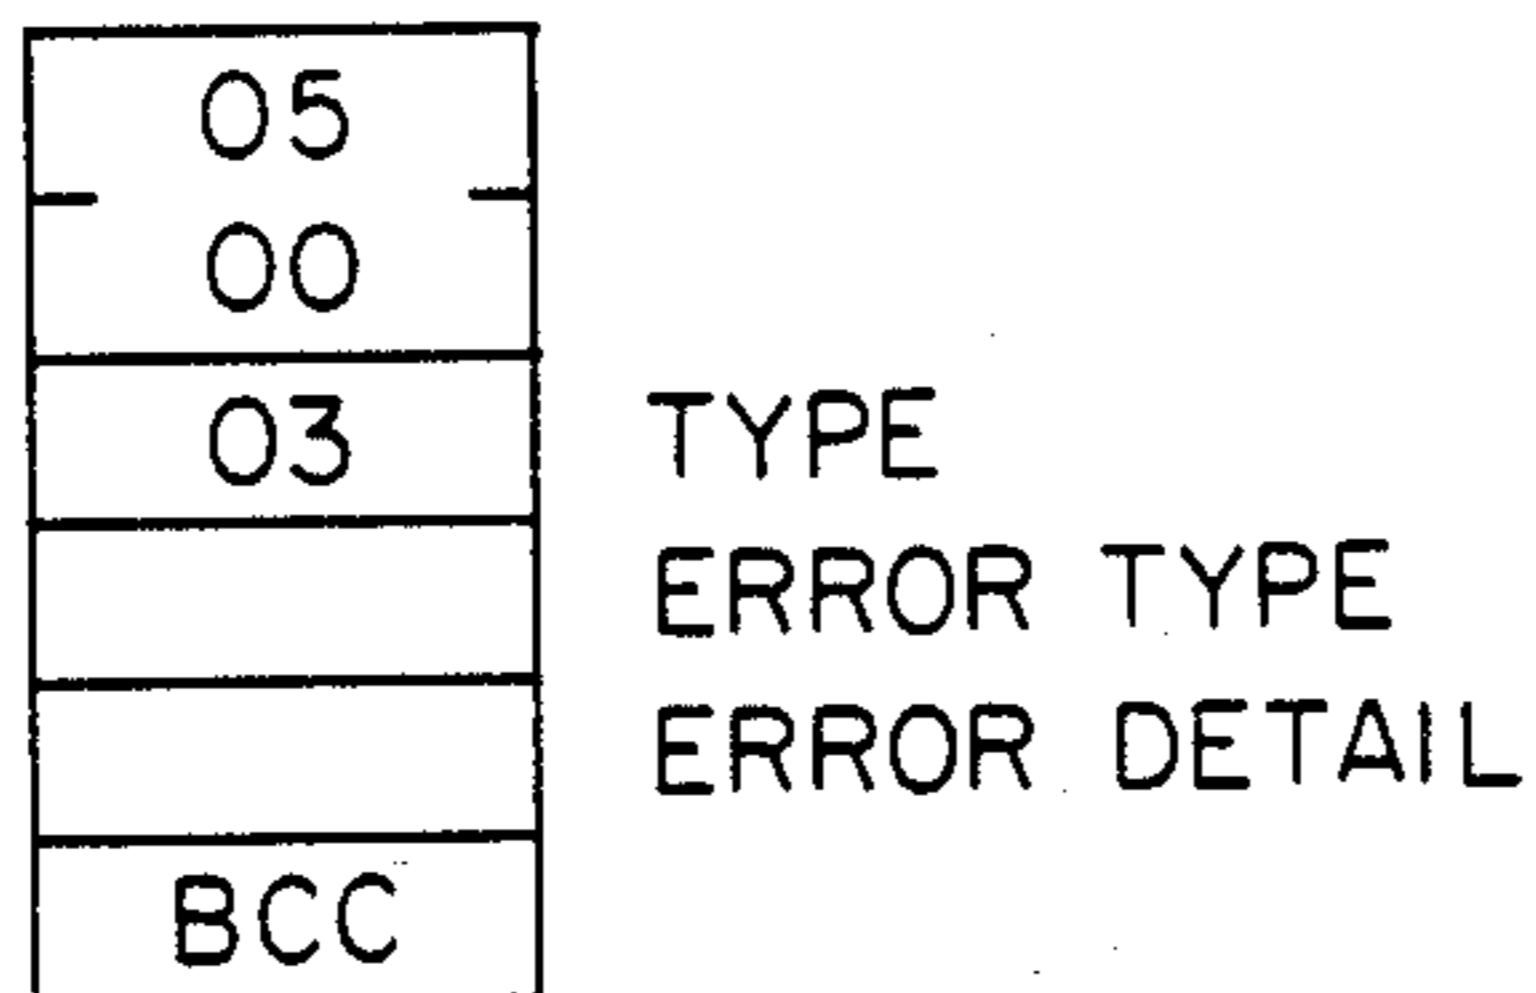 05
00
03 TYPE
ERROR TYPE
ERROR DETAIL
BCC